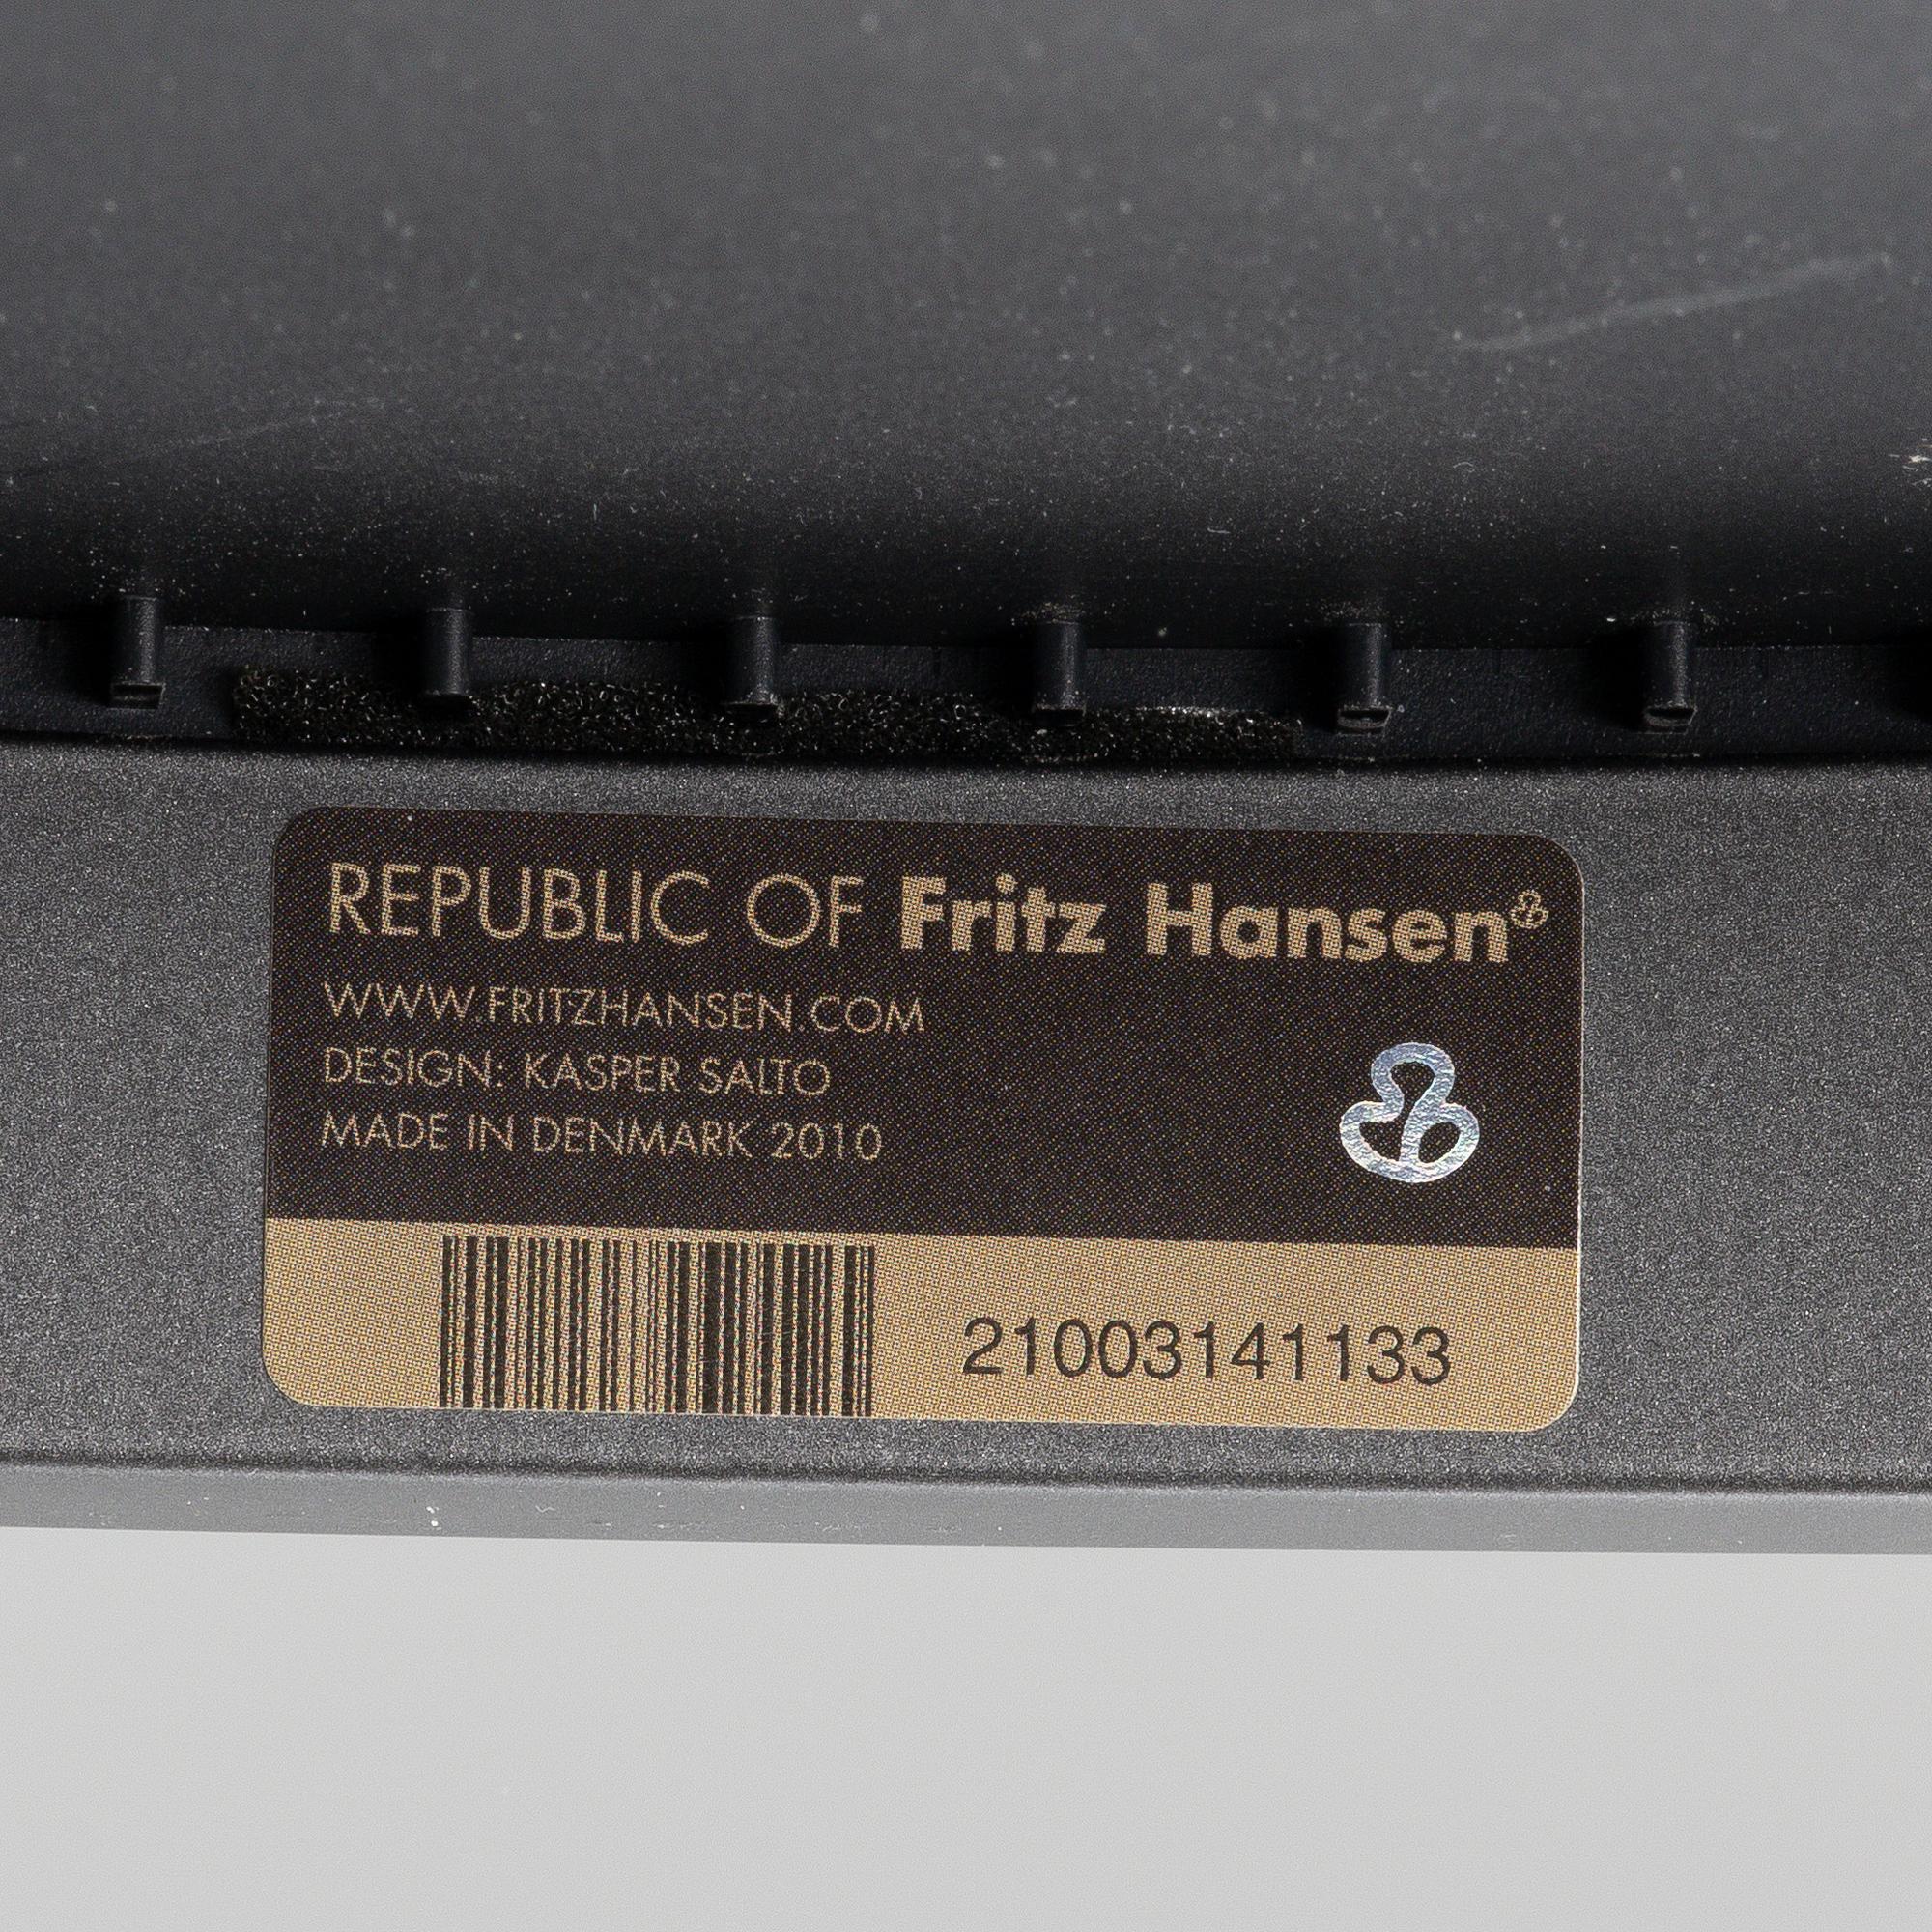 REPUBLIC OF Fritz Hansen
WWW.FRITZHANSEN.COM
DESIGN: KASPER SALTO
MADE IN DENMARK 2010
21003141133